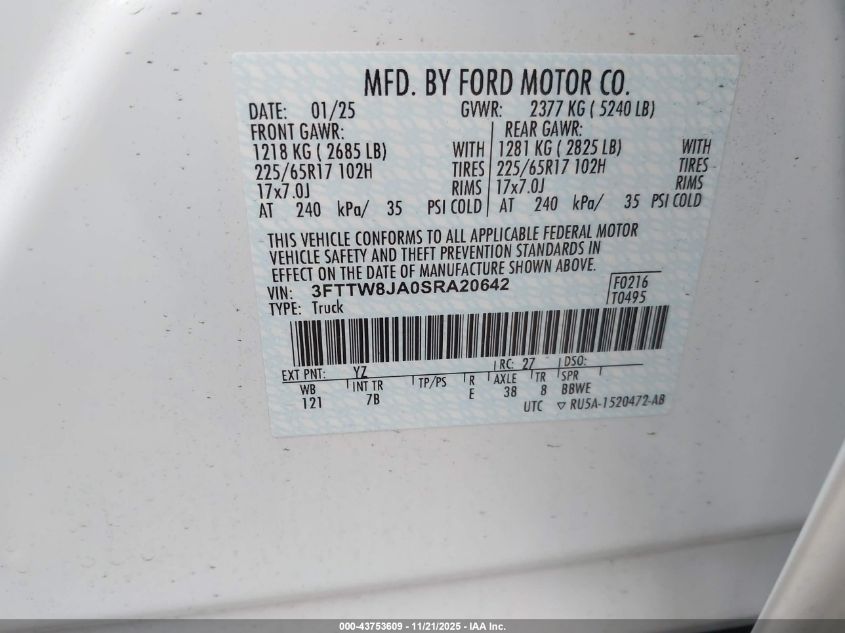 MFD. BY FORD MOTOR CO.
DATE: 01/25 GVWR: 2377 KG ( 5240 LB)
FRONT GAWR: REAR GAWR:
1218 KG ( 2685 LB) WITH 1281 KG ( 2825 LB) WITH
225/65R17 102H TIRES 225/65R17 102H TIRES
17x7.0J RIMS 17x7.0J RIMS
AT 240 kPa/ 35 PSI COLD AT 240 kPa/ 35 PSI COLD
THIS VEHICLE CONFORMS TO ALL APPLICABLE FEDERAL MOTOR
VEHICLE SAFETY AND THEFT PREVENTION STANDARDS IN
EFFECT ON THE DATE OF MANUFACTURE SHOWN ABOVE.
VIN: 3FTTW8JA0SRA20642 F0216
TYPE: Truck T0495
EXT PNT: YZ RC: 27 DSO:
WB INT TR TP/PS R AXLE TR SPR
121 7B E 38 8 BBWE
UTC ▽ RU5A-1520472-AB
000-43753609 - 11/21/2025 - IAA Inc.